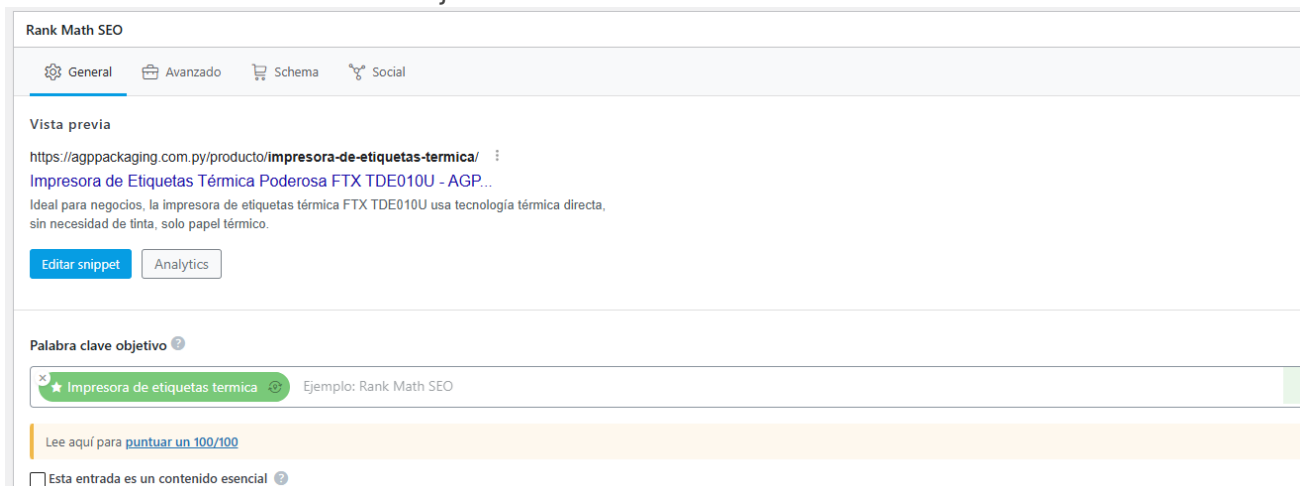 Rank Math SEO
General Avanzado Schema Social
Vista previa
https://agppackaging.com.py/producto/impresora-de-etiquetas-termica/
Impresora de Etiquetas Térmica Poderosa FTX TDE010U - AGP...
Ideal para negocios, la impresora de etiquetas térmica FTX TDE010U usa tecnología térmica directa,
sin necesidad de tinta, solo papel térmico.
Editar snippet Analytics
Palabra clave objetivo
Impresora de etiquetas termica Ejemplo: Rank Math SEO
Lee aquí para puntuar un 100/100
Esta entrada es un contenido esencial